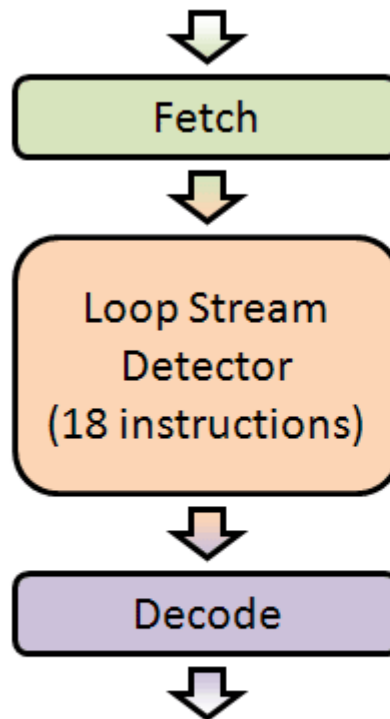 Fetch
Loop Stream
Detector
(18 instructions)
Decode